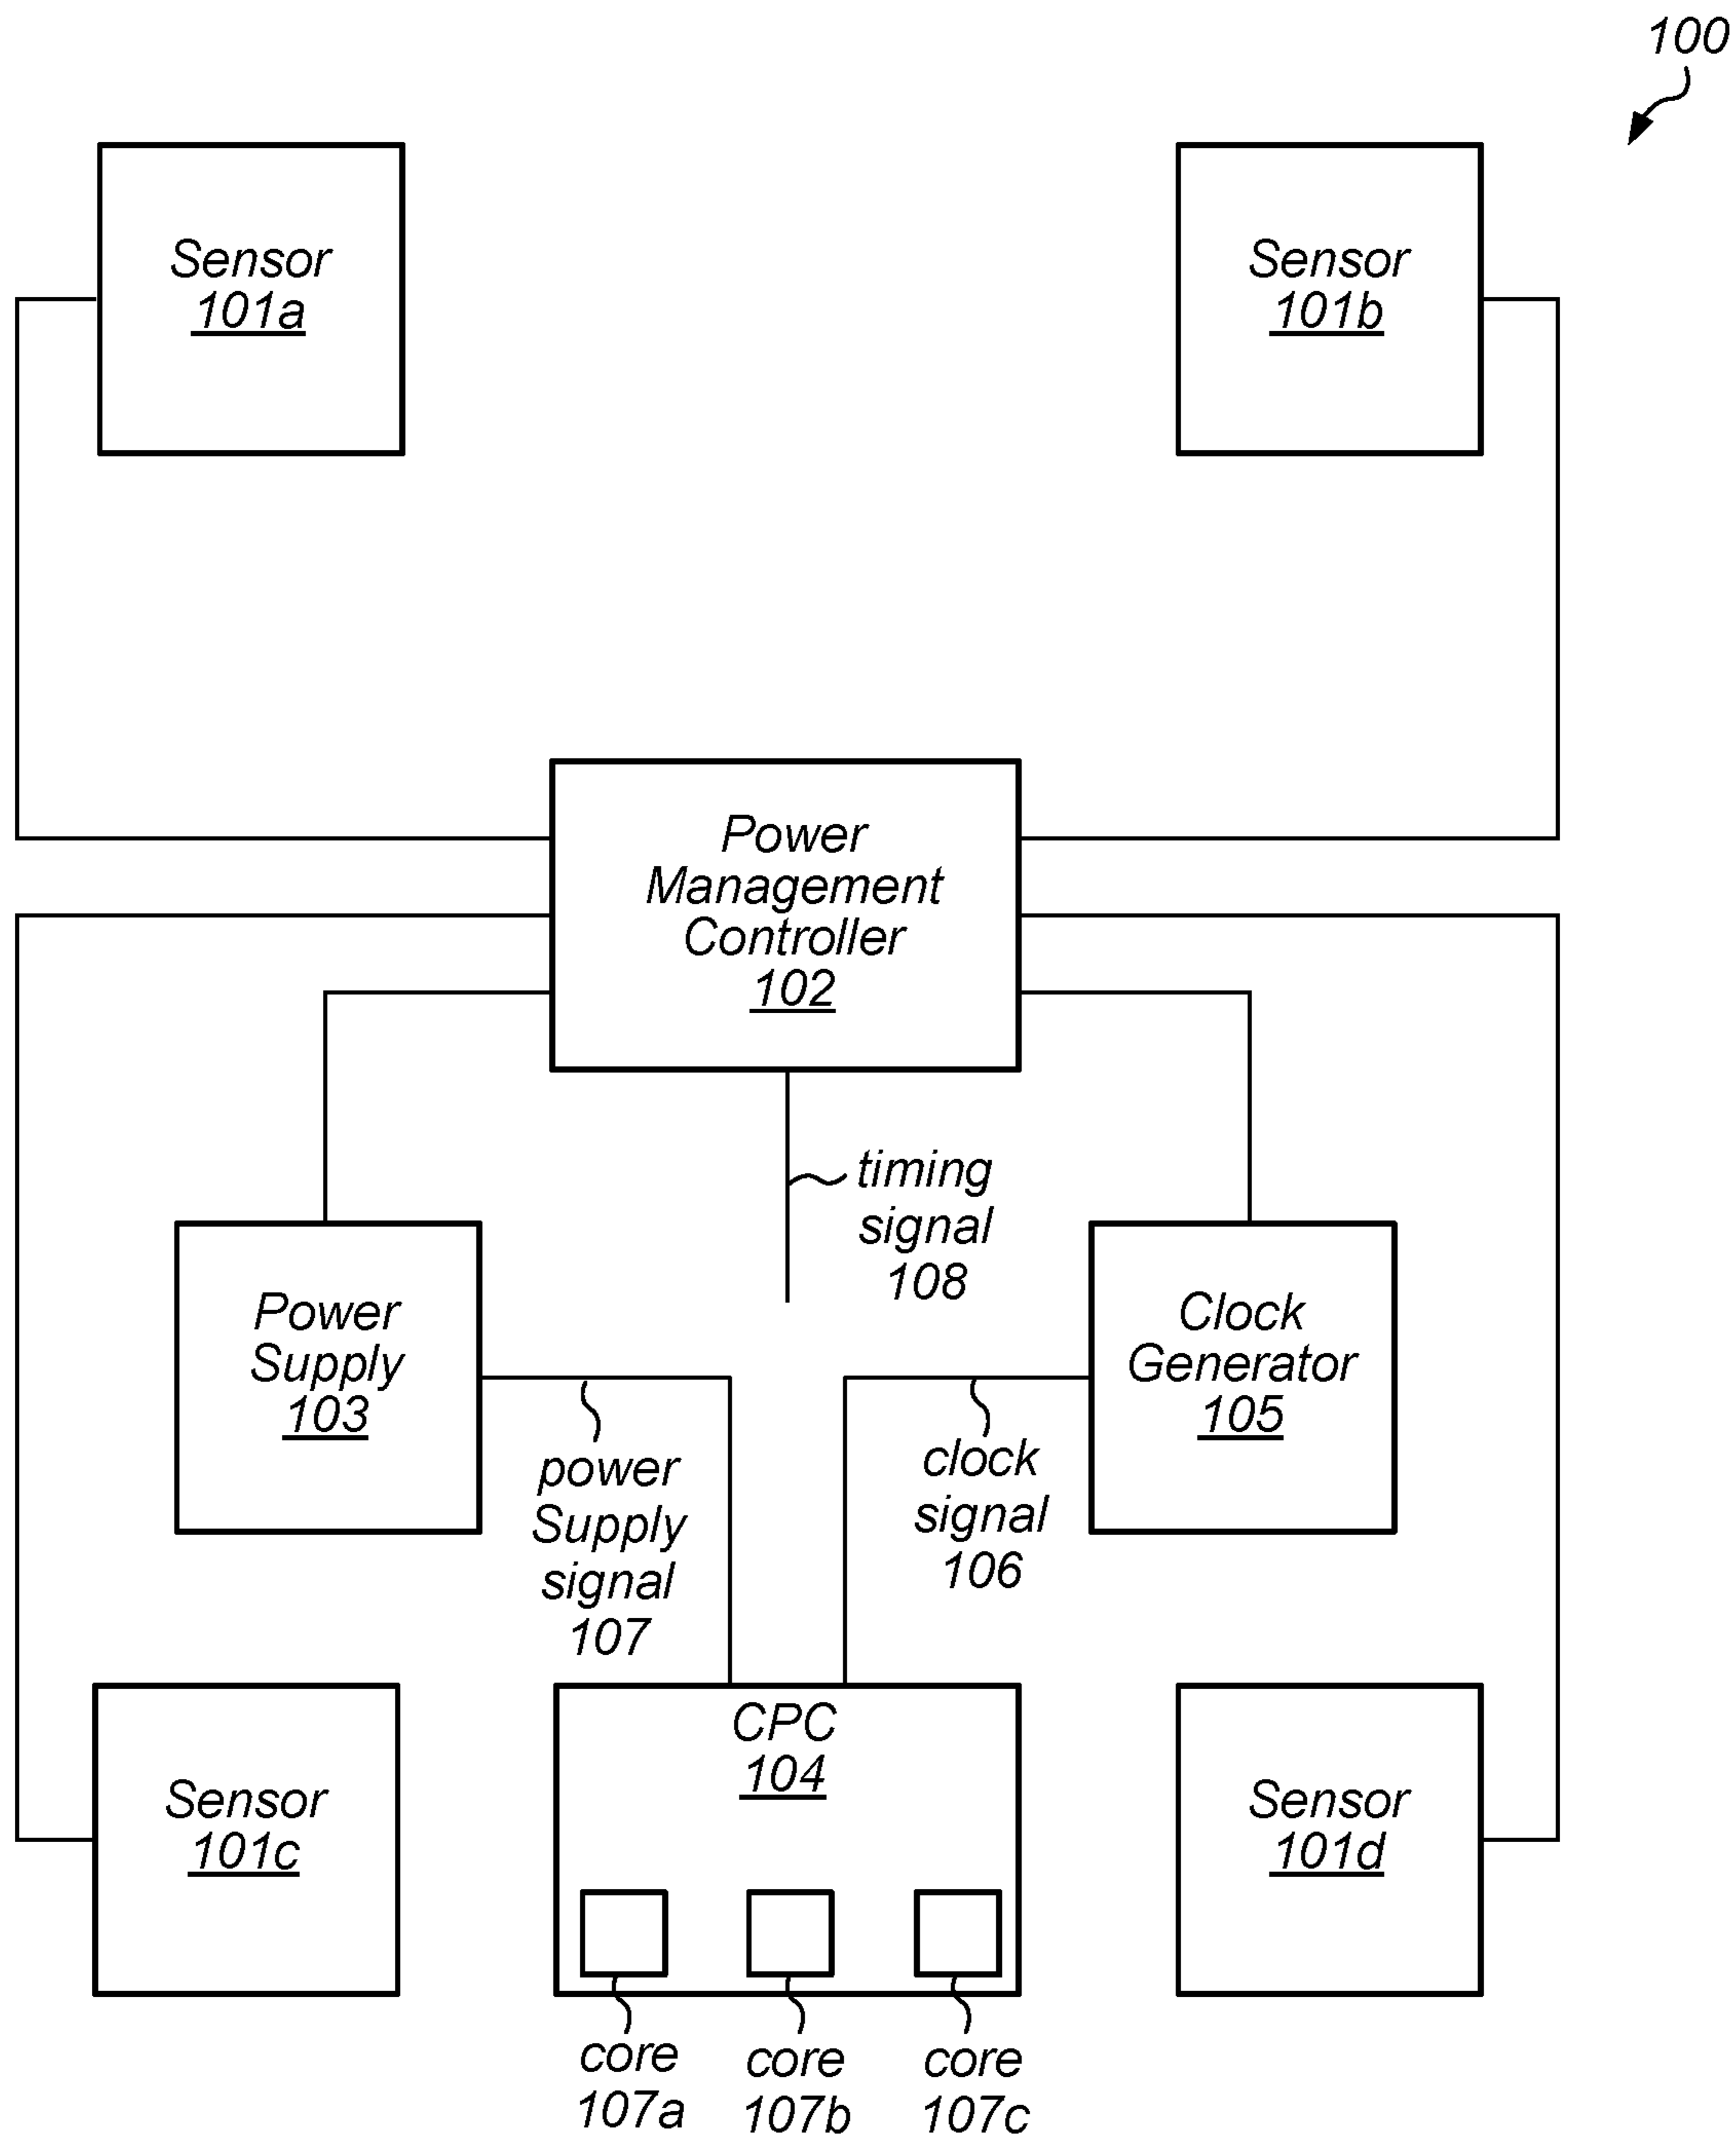 100
Sensor
101a
Sensor
101b
Power
Management
Controller
102
timing
signal
108
Power
Supply
103
Clock
Generator
105
power
Supply
signal
107
clock
signal
106
Sensor
101c
CPC
104
Sensor
101d
core
107a
core
107b
core
107c